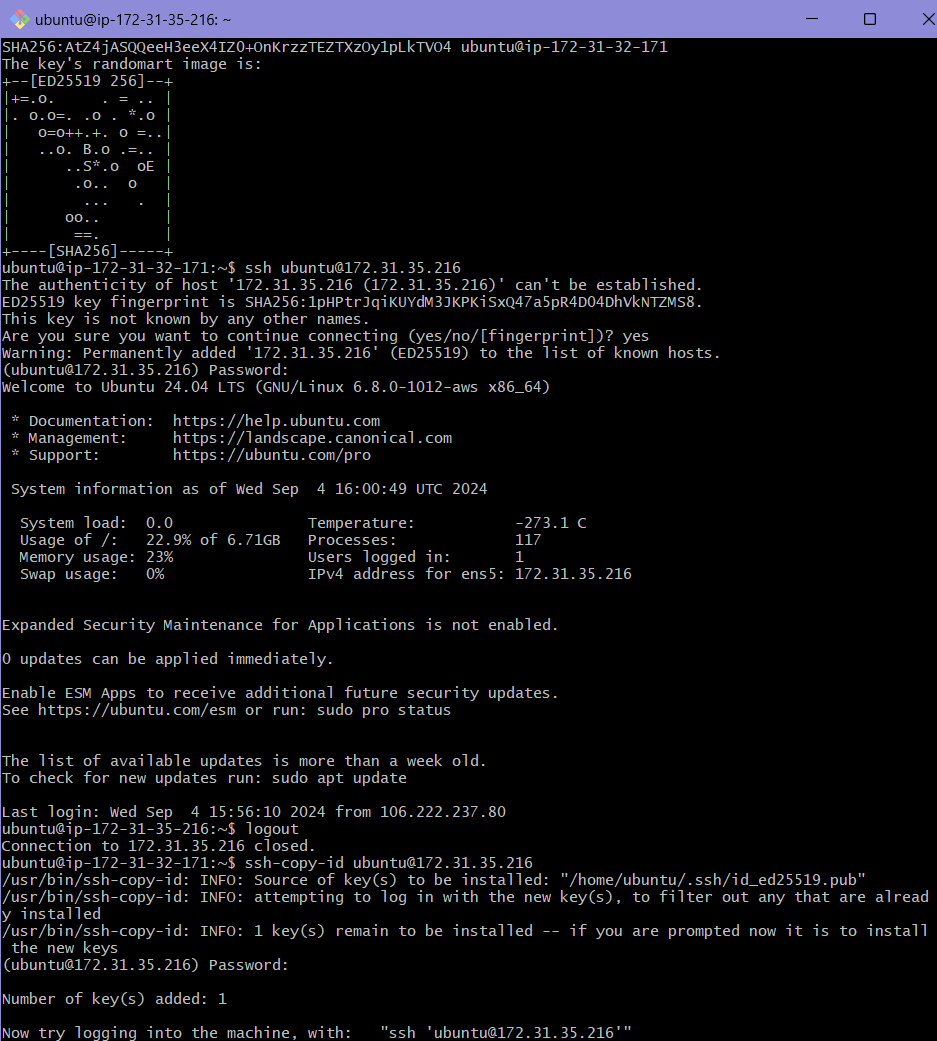 ubuntu@ip-172-31-35-216: ~
SHA256:AtZ4jASQQeeH3eeX4IZ0+OnKrzzTEZTXzOy1pLkTVO4 ubuntu@ip-172-31-32-171
The key's randomart image is:
+--[ED25519 256]--+
|+=.o.     . = .. |
|. o.o=. .o . *.o |
|   o=o++.+. o =..|
|   ..o. B.o .=.. |
|      ..S*.o  oE |
|       .o..  o   |
|        ...   .  |
|      oo..       |
|       ==.       |
+----[SHA256]-----+
ubuntu@ip-172-31-32-171:~$ ssh ubuntu@172.31.35.216
The authenticity of host '172.31.35.216 (172.31.35.216)' can't be established.
ED25519 key fingerprint is SHA256:1pHPtrJqiKUYdM3JKPKiSxQ47a5pR4DO4DhVkNTZMS8.
This key is not known by any other names.
Are you sure you want to continue connecting (yes/no/[fingerprint])? yes
Warning: Permanently added '172.31.35.216' (ED25519) to the list of known hosts.
(ubuntu@172.31.35.216) Password:
Welcome to Ubuntu 24.04 LTS (GNU/Linux 6.8.0-1012-aws x86_64)

 * Documentation:  https://help.ubuntu.com
 * Management:     https://landscape.canonical.com
 * Support:        https://ubuntu.com/pro

 System information as of Wed Sep  4 16:00:49 UTC 2024

  System load:  0.0               Temperature:           -273.1 C
  Usage of /:   22.9% of 6.71GB   Processes:             117
  Memory usage: 23%               Users logged in:       1
  Swap usage:   0%                IPv4 address for ens5: 172.31.35.216

Expanded Security Maintenance for Applications is not enabled.

0 updates can be applied immediately.

Enable ESM Apps to receive additional future security updates.
See https://ubuntu.com/esm or run: sudo pro status

The list of available updates is more than a week old.
To check for new updates run: sudo apt update

Last login: Wed Sep  4 15:56:10 2024 from 106.222.237.80
ubuntu@ip-172-31-35-216:~$ logout
Connection to 172.31.35.216 closed.
ubuntu@ip-172-31-32-171:~$ ssh-copy-id ubuntu@172.31.35.216
/usr/bin/ssh-copy-id: INFO: Source of key(s) to be installed: "/home/ubuntu/.ssh/id_ed25519.pub"
/usr/bin/ssh-copy-id: INFO: attempting to log in with the new key(s), to filter out any that are alread
y installed
/usr/bin/ssh-copy-id: INFO: 1 key(s) remain to be installed -- if you are prompted now it is to install
 the new keys
(ubuntu@172.31.35.216) Password:

Number of key(s) added: 1

Now try logging into the machine, with:   "ssh 'ubuntu@172.31.35.216'"